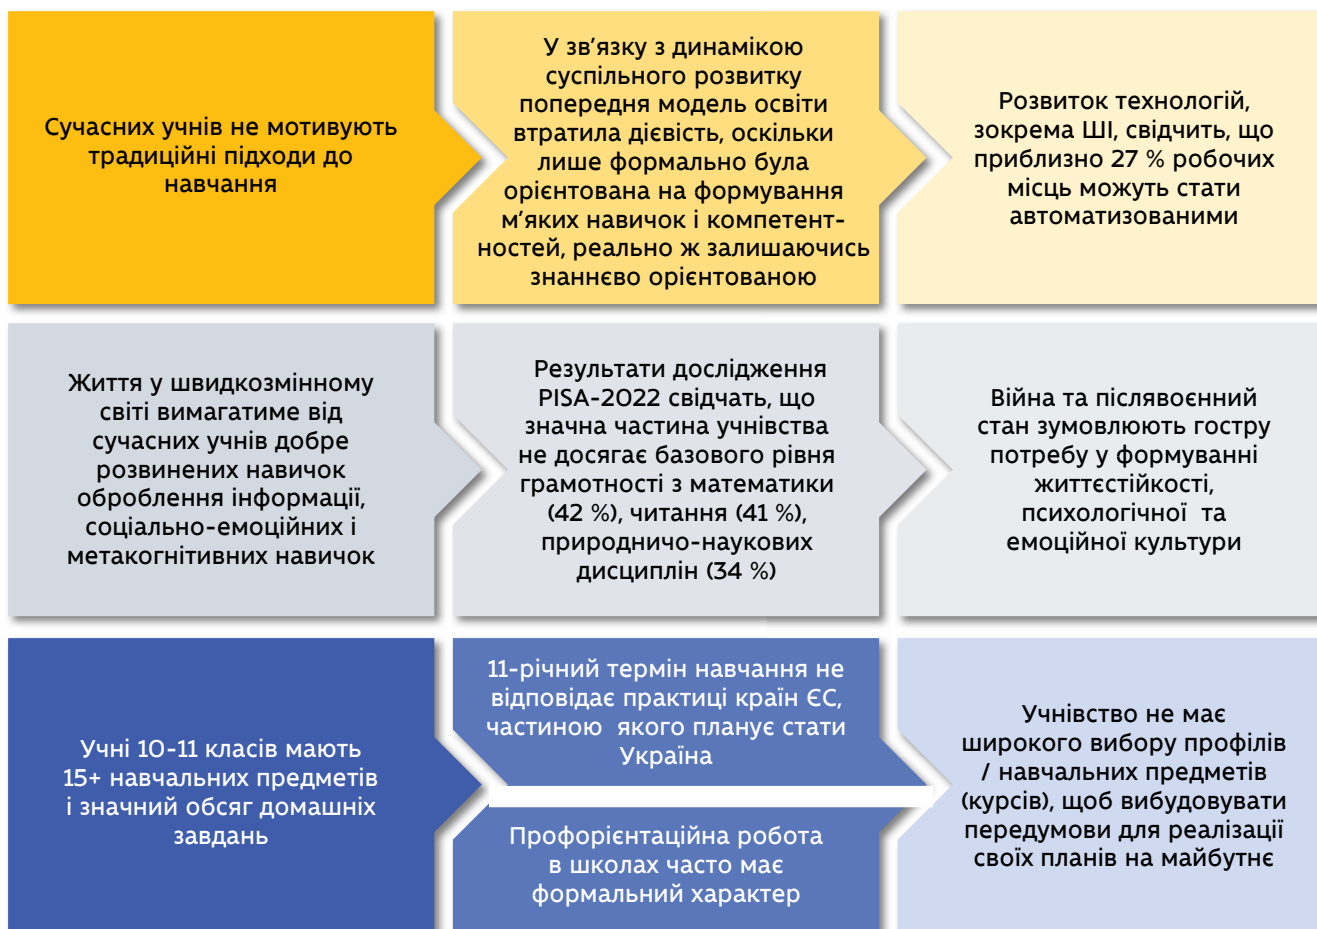 Сучасних учнів не мотивують
традиційні підходи до
навчання
У зв’язку з динамікою
суспільного розвитку
попередня модель освіти
втратила дієвість, оскільки
лише формально була
орієнтована на формування
м’яких навичок і компетент-
ностей, реально ж залишаючись
знаннєво орієнтованою
Розвиток технологій,
зокрема ШІ, свідчить, що
приблизно 27 % робочих
місць можуть стати
автоматизованими
Життя у швидкозмінному
світі вимагатиме від
сучасних учнів добре
розвинених навичок
оброблення інформації,
соціально-емоційних і
метакогнітивних навичок
Результати дослідження
PISA-2022 свідчать, що
значна частина учнівства
не досягає базового рівня
грамотності з математики
(42 %), читання (41 %),
природничо-наукових
дисциплін (34 %)
Війна та післявоєнний
стан зумовлюють гостру
потребу у формуванні
життєстійкості,
психологічної та
емоційної культури
Учні 10-11 класів мають
15+ навчальних предметів
і значний обсяг домашніх
завдань
11-річний термін навчання не
відповідає практиці країн ЄС,
частиною якого планує стати
Україна
Профорієнтаційна робота
в школах часто має
формальний характер
Учнівство не має
широкого вибору профілів
/ навчальних предметів
(курсів), щоб вибудовувати
передумови для реалізації
своїх планів на майбутнє